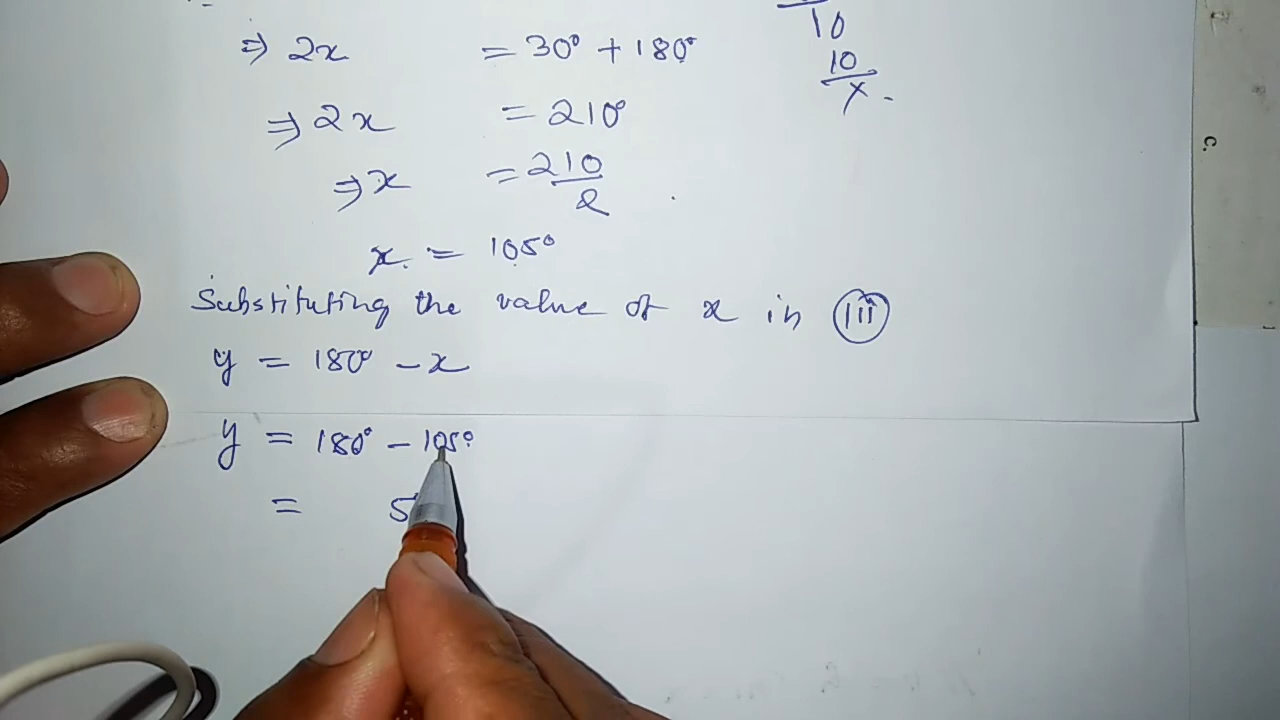 ⇒ 2x = 30° + 180°
10
10
x
⇒ 2x = 210°
⇒ x = 210/2
x = 105°
Substituting the value of x in (iii)
y = 180° - x
y = 180° - 105°
= 5
C.